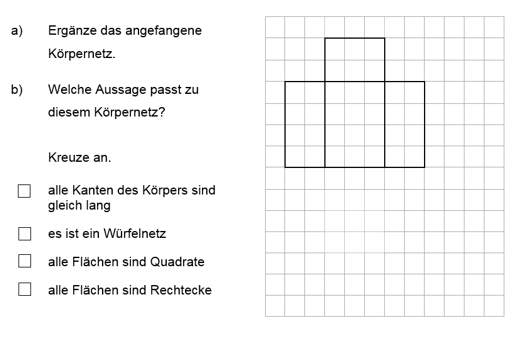 a) Ergänze das angefangene
Körpernetz.
b) Welche Aussage passt zu
diesem Körpernetz?
Kreuze an.
alle Kanten des Körpers sind
gleich lang
es ist ein Würfelnetz
alle Flächen sind Quadrate
alle Flächen sind Rechtecke